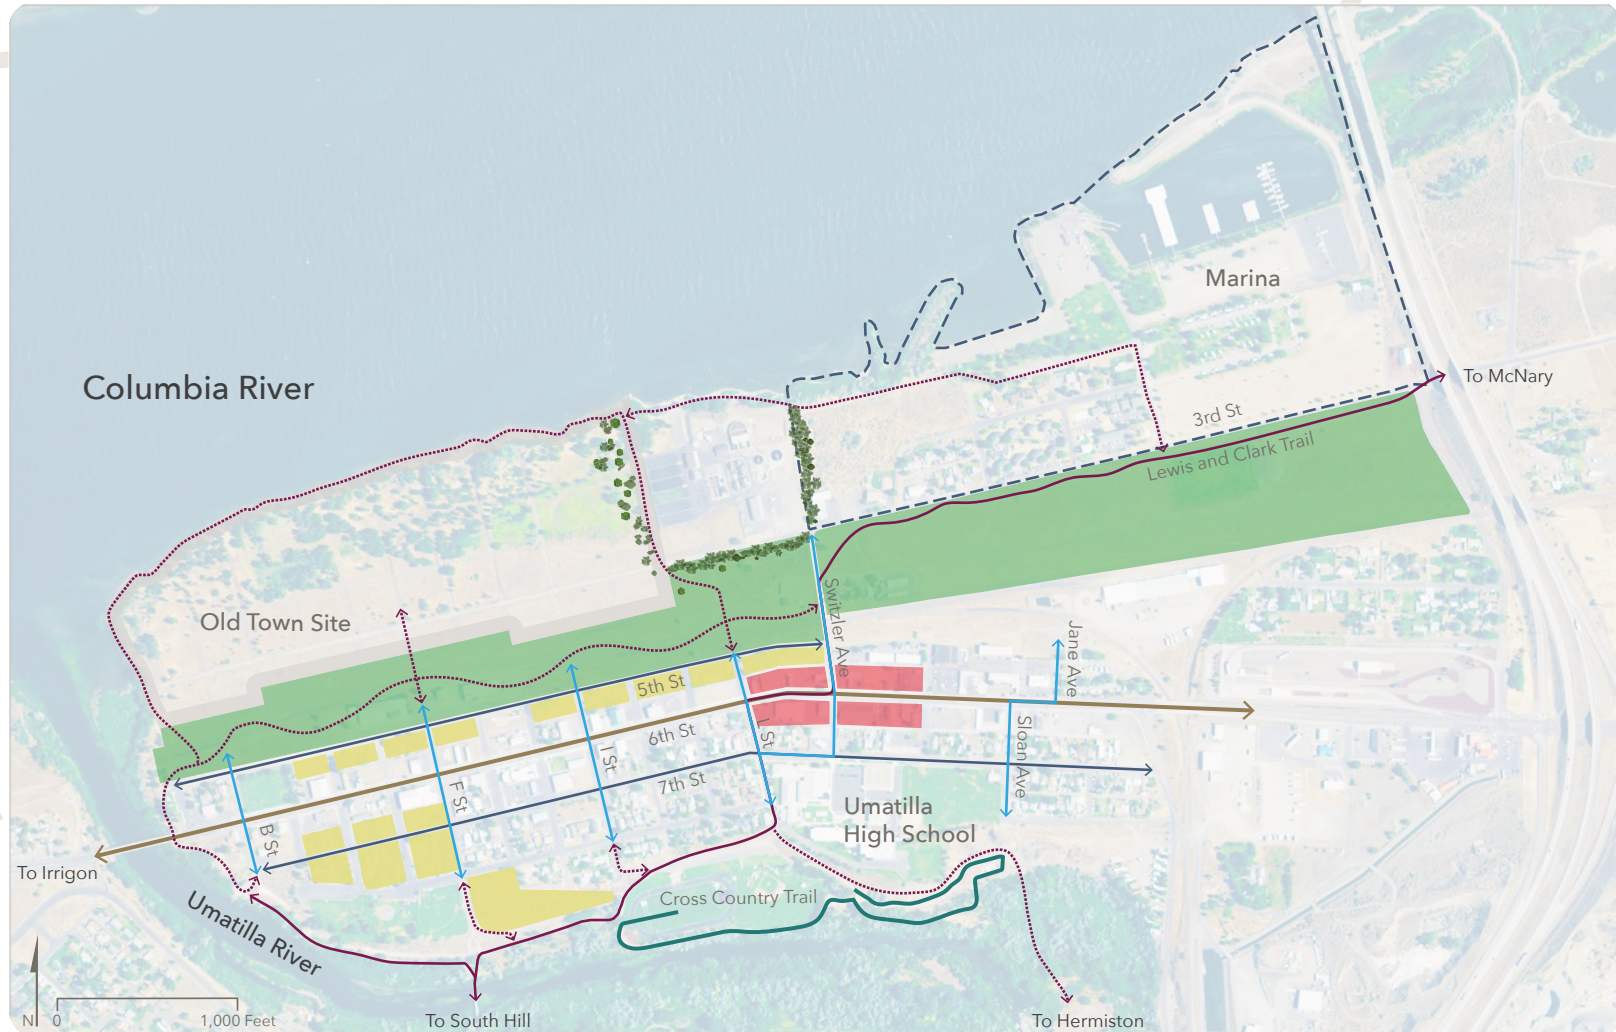 Marina
Columbia River
To McNary
3rd St
Lewis and Clark Trail
Old Town Site
Switzler Ave
Jane Ave
5th St
6th St
L St
Sloan Ave
I St
7th St
F St
Umatilla
High School
B St
To Irrigon
Cross Country Trail
Umatilla River
N
0
1,000 Feet
To South Hill
To Hermiston